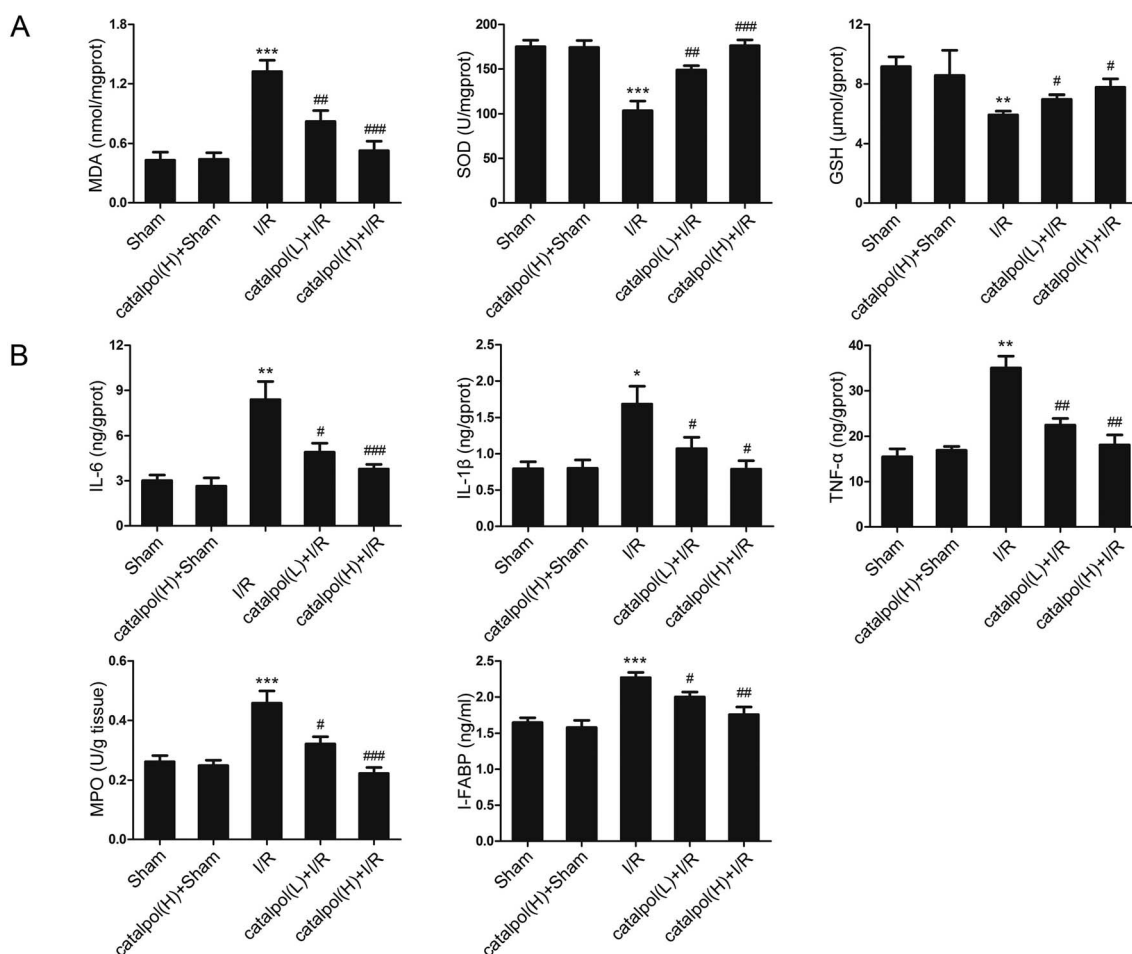 A
MDA (nmol/mgprot)
1.8
1.2
0.6
0.0
***
##
###
Sham
catalpol(H)+Sham
I/R
catalpol(L)+I/R
catalpol(H)+I/R
SOD (U/mgprot)
200
150
100
50
0
***
##
###
Sham
catalpol(H)+Sham
I/R
catalpol(L)+I/R
catalpol(H)+I/R
GSH (μmol/gprot)
12
9
6
3
0
**
#
#
Sham
catalpol(H)+Sham
I/R
catalpol(L)+I/R
catalpol(H)+I/R
B
IL-6 (ng/gprot)
12
9
6
3
0
**
#
###
Sham
catalpol(H)+Sham
I/R
catalpol(L)+I/R
catalpol(H)+I/R
IL-1β (ng/gprot)
2.5
2.0
1.5
1.0
0.5
0.0
*
#
#
Sham
catalpol(H)+Sham
I/R
catalpol(L)+I/R
catalpol(H)+I/R
TNF-α (ng/gprot)
40
30
20
10
0
**
##
##
Sham
catalpol(H)+Sham
I/R
catalpol(L)+I/R
catalpol(H)+I/R
MPO (U/g tissue)
0.6
0.4
0.2
0.0
***
#
###
Sham
catalpol(H)+Sham
I/R
catalpol(L)+I/R
catalpol(H)+I/R
I-FABP (ng/ml)
2.5
2.0
1.5
1.0
0.5
0.0
***
#
##
Sham
catalpol(H)+Sham
I/R
catalpol(L)+I/R
catalpol(H)+I/R